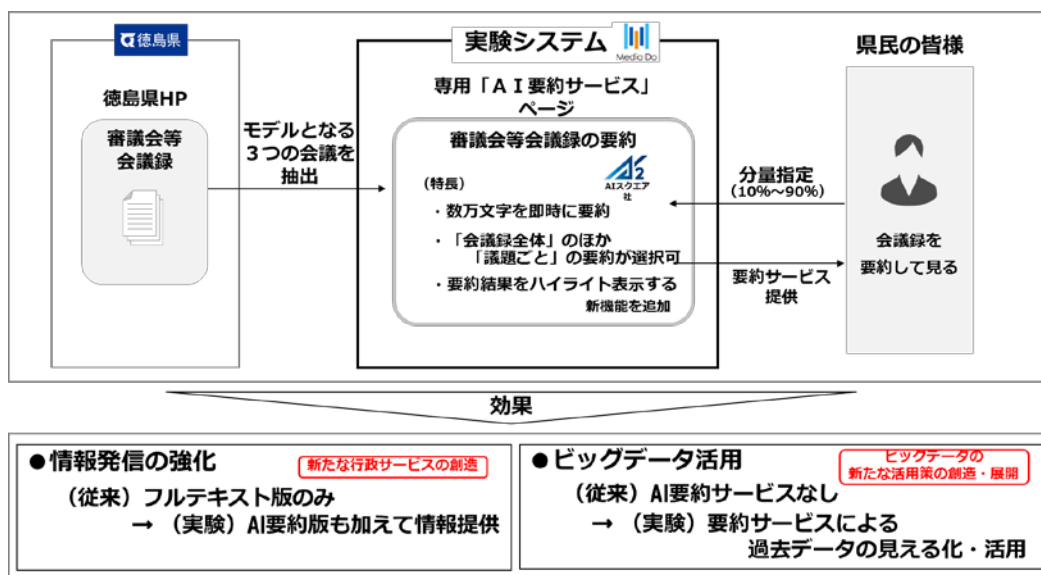 徳島県
徳島県HP
審議会等
会議録
モデルとなる
３つの会議を
抽出
実験システム
Media Do
専用「ＡＩ要約サービス」
ページ
審議会等会議録の要約
（特長）
AIスクエア
社
・数万文字を即時に要約
・「会議録全体」のほか
「議題ごと」の要約が選択可
・要約結果をハイライト表示する
新機能を追加
県民の皆様
分量指定
（10%～90%）
会議録を
要約して見る
要約サービス
提供
効果
●情報発信の強化
新たな行政サービスの創造
（従来）フルテキスト版のみ
→（実験）AI要約版も加えて情報提供
●ビッグデータ活用
ビッグデータの
新たな活用策の創造・展開
（従来）AI要約サービスなし
→（実験）要約サービスによる
過去データの見える化・活用